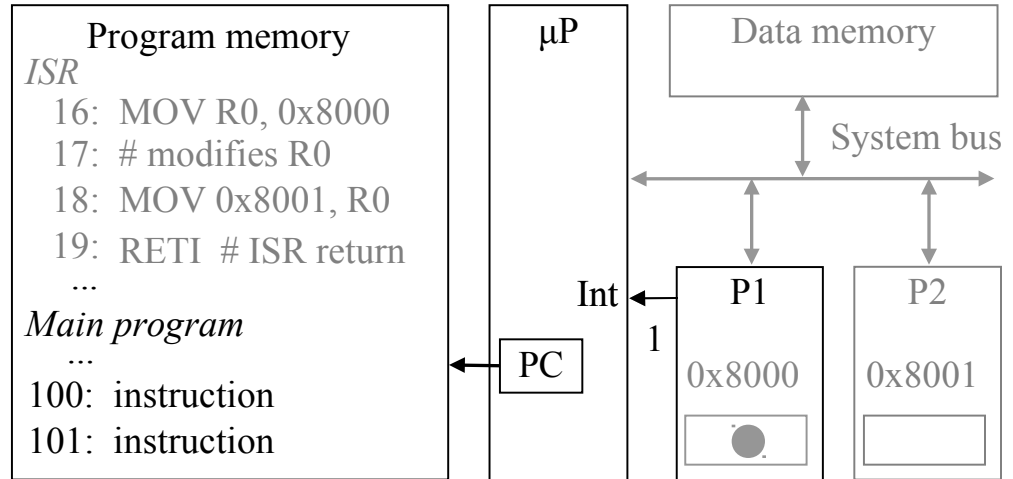 Program memory
ISR
16: MOV R0, 0x8000
17: # modifies R0
18: MOV 0x8001, R0
19: RETI # ISR return
...
Main program
...
100: instruction
101: instruction
μP
Int
PC
Data memory
System bus
1
P1
0x8000
P2
0x8001